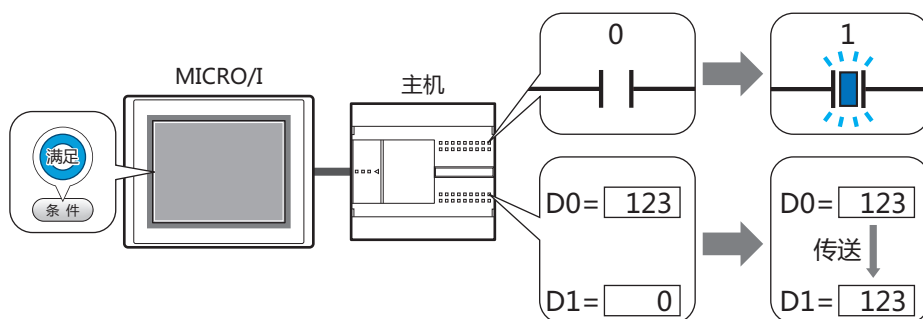 MICRO/I
满足
条 件
主机
0
1
D0= 123
D1= 0
D0= 123
传送
D1= 123